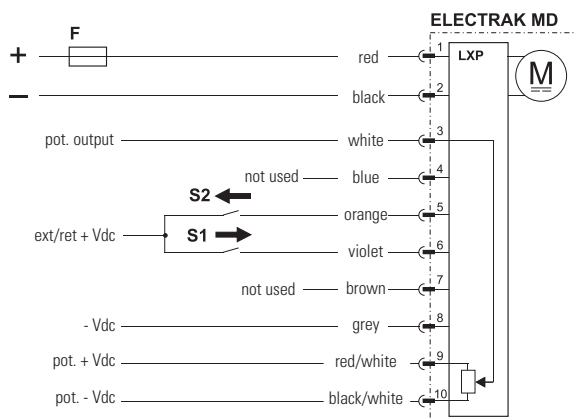 ELECTRAK MD
F
+ red 1 LXP
M
− black 2
pot. output white 3
not used blue 4
S2
orange 5
ext/ret + Vdc S1
violet 6
not used brown 7
- Vdc grey 8
pot. + Vdc red/white 9
pot. - Vdc black/white 10